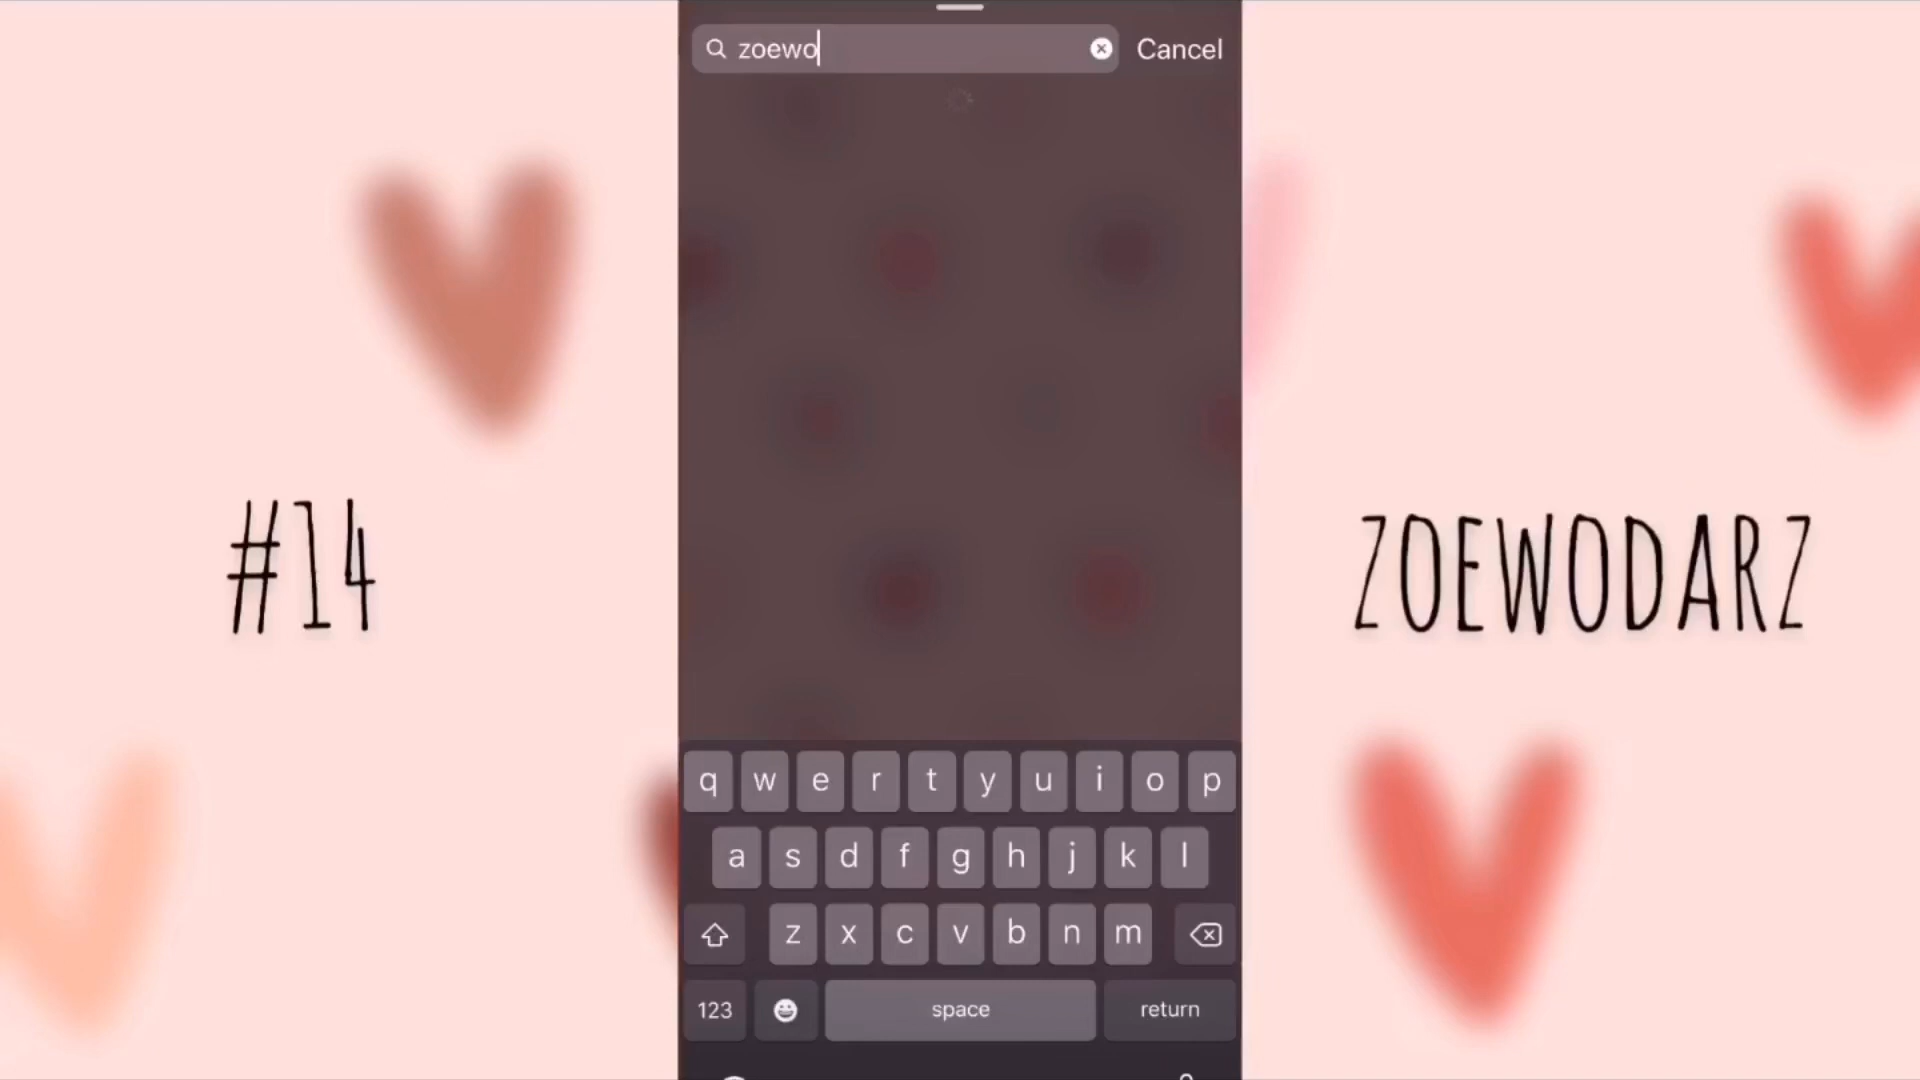 zoewo
Cancel
#14
ZOEWODARZ
q w e r t y u i o p
a s d f g h j k l
z x c v b n m
123
space
return